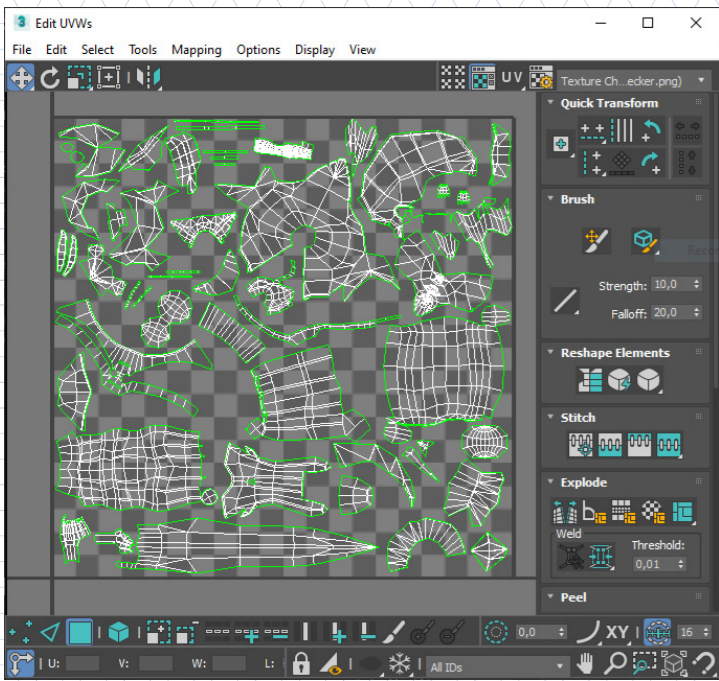 3 Edit UVWs
File Edit Select Tools Mapping Options Display View
UV Texture Ch...ecker.png)
Quick Transform
Brush
Strength: 10,0
Falloff: 20,0
Reshape Elements
Stitch
Explode
Weld
Threshold:
0,01
Peel
0,0 XY 16
U: V: W: L: All IDs